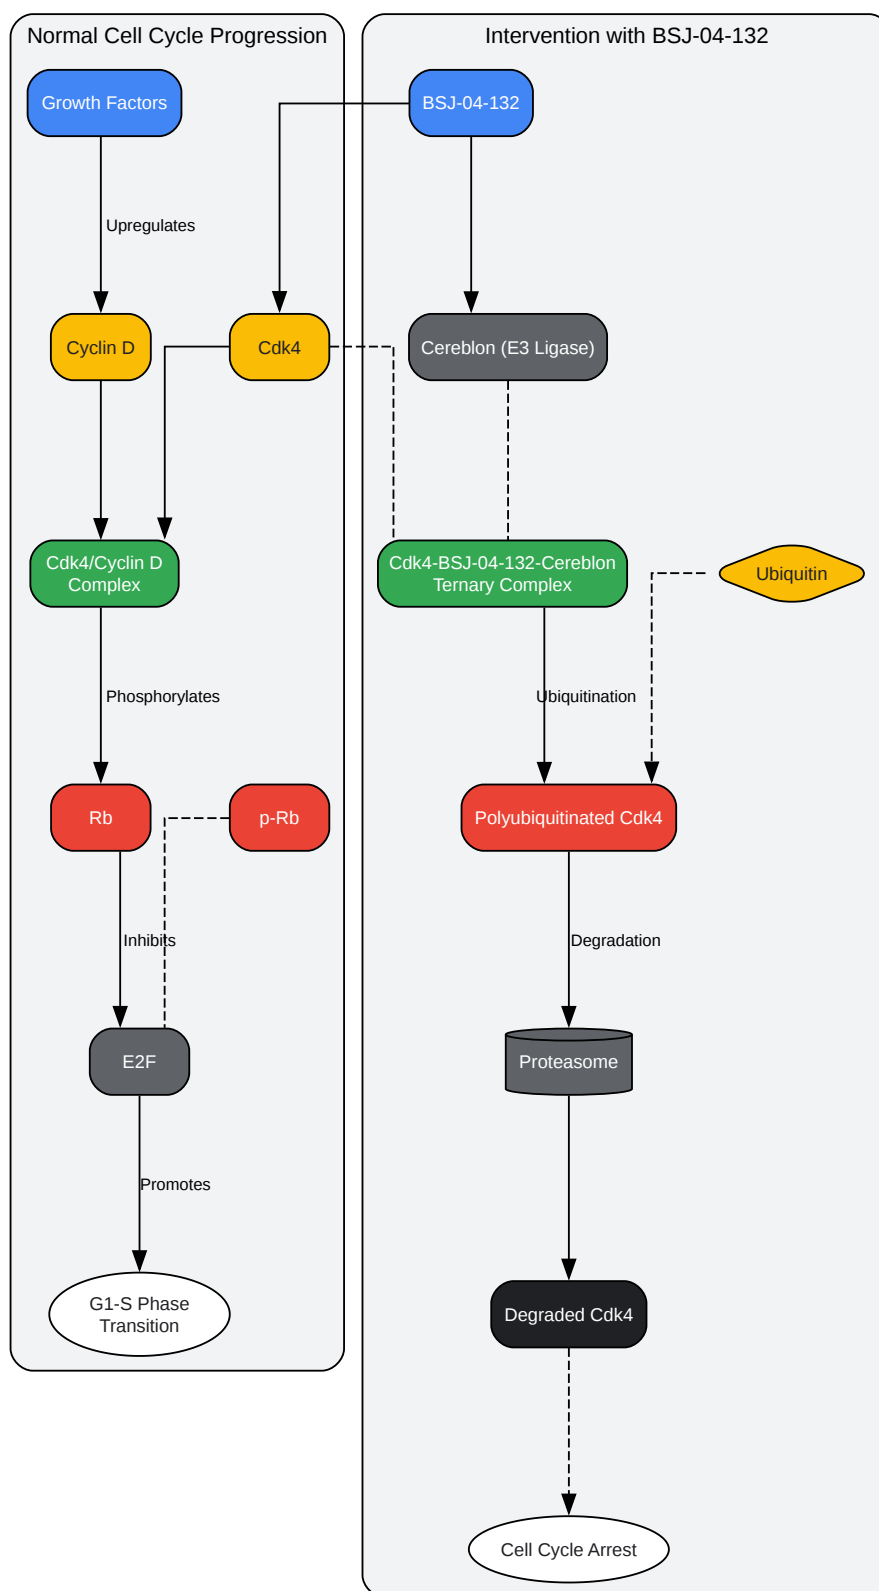 Normal Cell Cycle Progression
Intervention with BSJ-04-132
Growth Factors
BSJ-04-132
Upregulates
Cyclin D
Cdk4
Cereblon (E3 Ligase)
Cdk4/Cyclin D
Complex
Cdk4-BSJ-04-132-Cereblon
Ternary Complex
Ubiquitin
Phosphorylates
Ubiquitination
Rb
p-Rb
Polyubiquitinated Cdk4
Inhibits
Degradation
E2F
Proteasome
Promotes
G1-S Phase
Transition
Degraded Cdk4
Cell Cycle Arrest